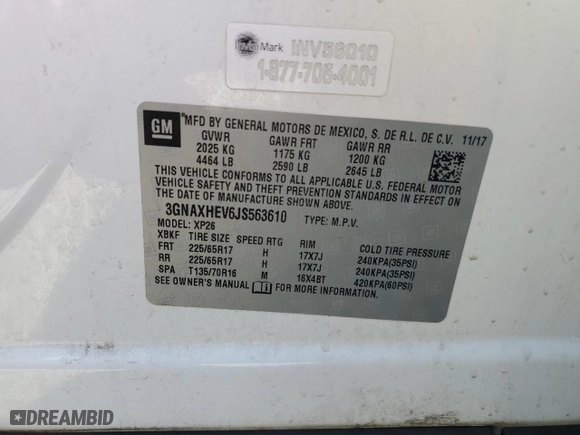 Mark INV56010
1-877-706-4001
GM
MFD BY GENERAL MOTORS DE MEXICO, S. DE R.L. DE C.V. 11/17
GVWR GAWR FRT GAWR RR
2025 KG 1175 KG 1200 KG
4464 LB 2590 LB 2645 LB
THIS VEHICLE CONFORMS TO ALL APPLICABLE U.S. FEDERAL MOTOR
VEHICLE SAFETY AND THEFT PREVENTION STANDARDS
IN EFFECT ON THE DATE OF MANUFACTURE SHOWN ABOVE.
3GNAXHEV6JS563610 TYPE: M.P.V.
MODEL: XP26
XBKF TIRE SIZE SPEED RTG RIM COLD TIRE PRESSURE
FRT 225/65R17 H 17X7J 240KPA(35PSI)
RR 225/65R17 H 17X7J 240KPA(35PSI)
SPA T135/70R16 M 16X4BT 420KPA(60PSI)
SEE OWNER'S MANUAL FOR MORE INFORMATION.
DREAMBID